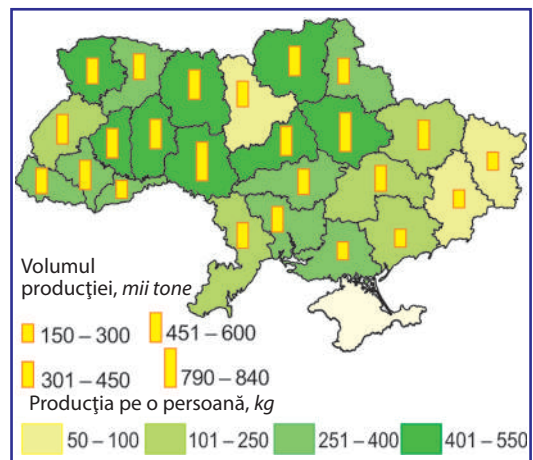 Volumul
producției, mii tone
150 – 300 451 – 600
301 – 450 790 – 840
Producția pe o persoană, kg
50 – 100 101 – 250 251 – 400 401 – 550